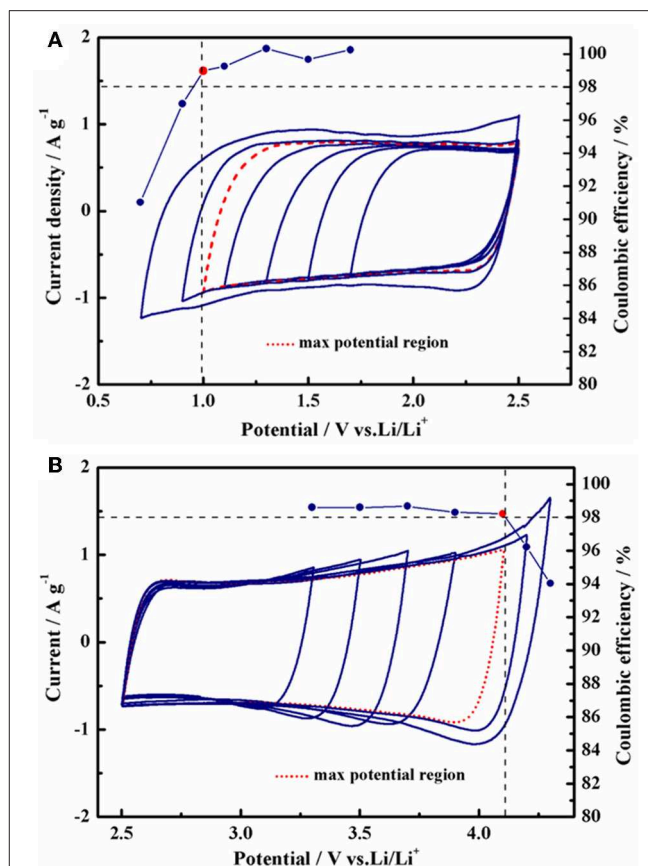 A
2
1
0
-1
-2
Current density / A g-1
100
98
96
94
92
90
88
86
84
82
80
Coulombic efficiency / %
max potential region
0.5 1.0 1.5 2.0 2.5
Potential / V vs.Li/Li+
B
2
1
0
-1
-2
Current / A g-1
100
98
96
94
92
90
88
86
84
82
80
Coulombic efficiency / %
max potential region
2.5 3.0 3.5 4.0
Potential / V vs.Li/Li+